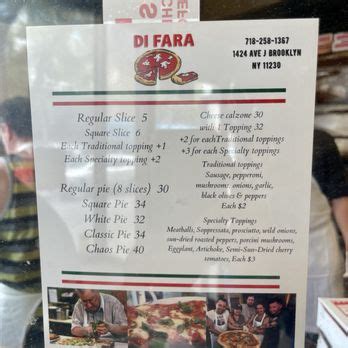 DI FARA
718-258-1367
1424 AVE J BROOKLYN
NY 11230
Regular Slice 5
Square Slice 6
Each Traditional topping +1
Each Specialty topping +2
Regular pie (8 slices) 30
Square Pie 34
White Pie 32
Classic Pie 34
Chaos Pie 40
Cheese calzone 30
with 1 Topping 32
+2 for eachTraditional toppings
+3 for each Specialty toppings
Traditional toppings
Sausage, pepperoni,
mushrooms, onions, garlic,
black olives & peppers
Each $2
Specialty Toppings
Meatballs, Soppressata, prosciutto, wild onions,
sun-dried roasted peppers, porcini mushrooms,
Eggplant, Artichoke, Semi-Sun-Dried cherry
tomatoes, Each $3